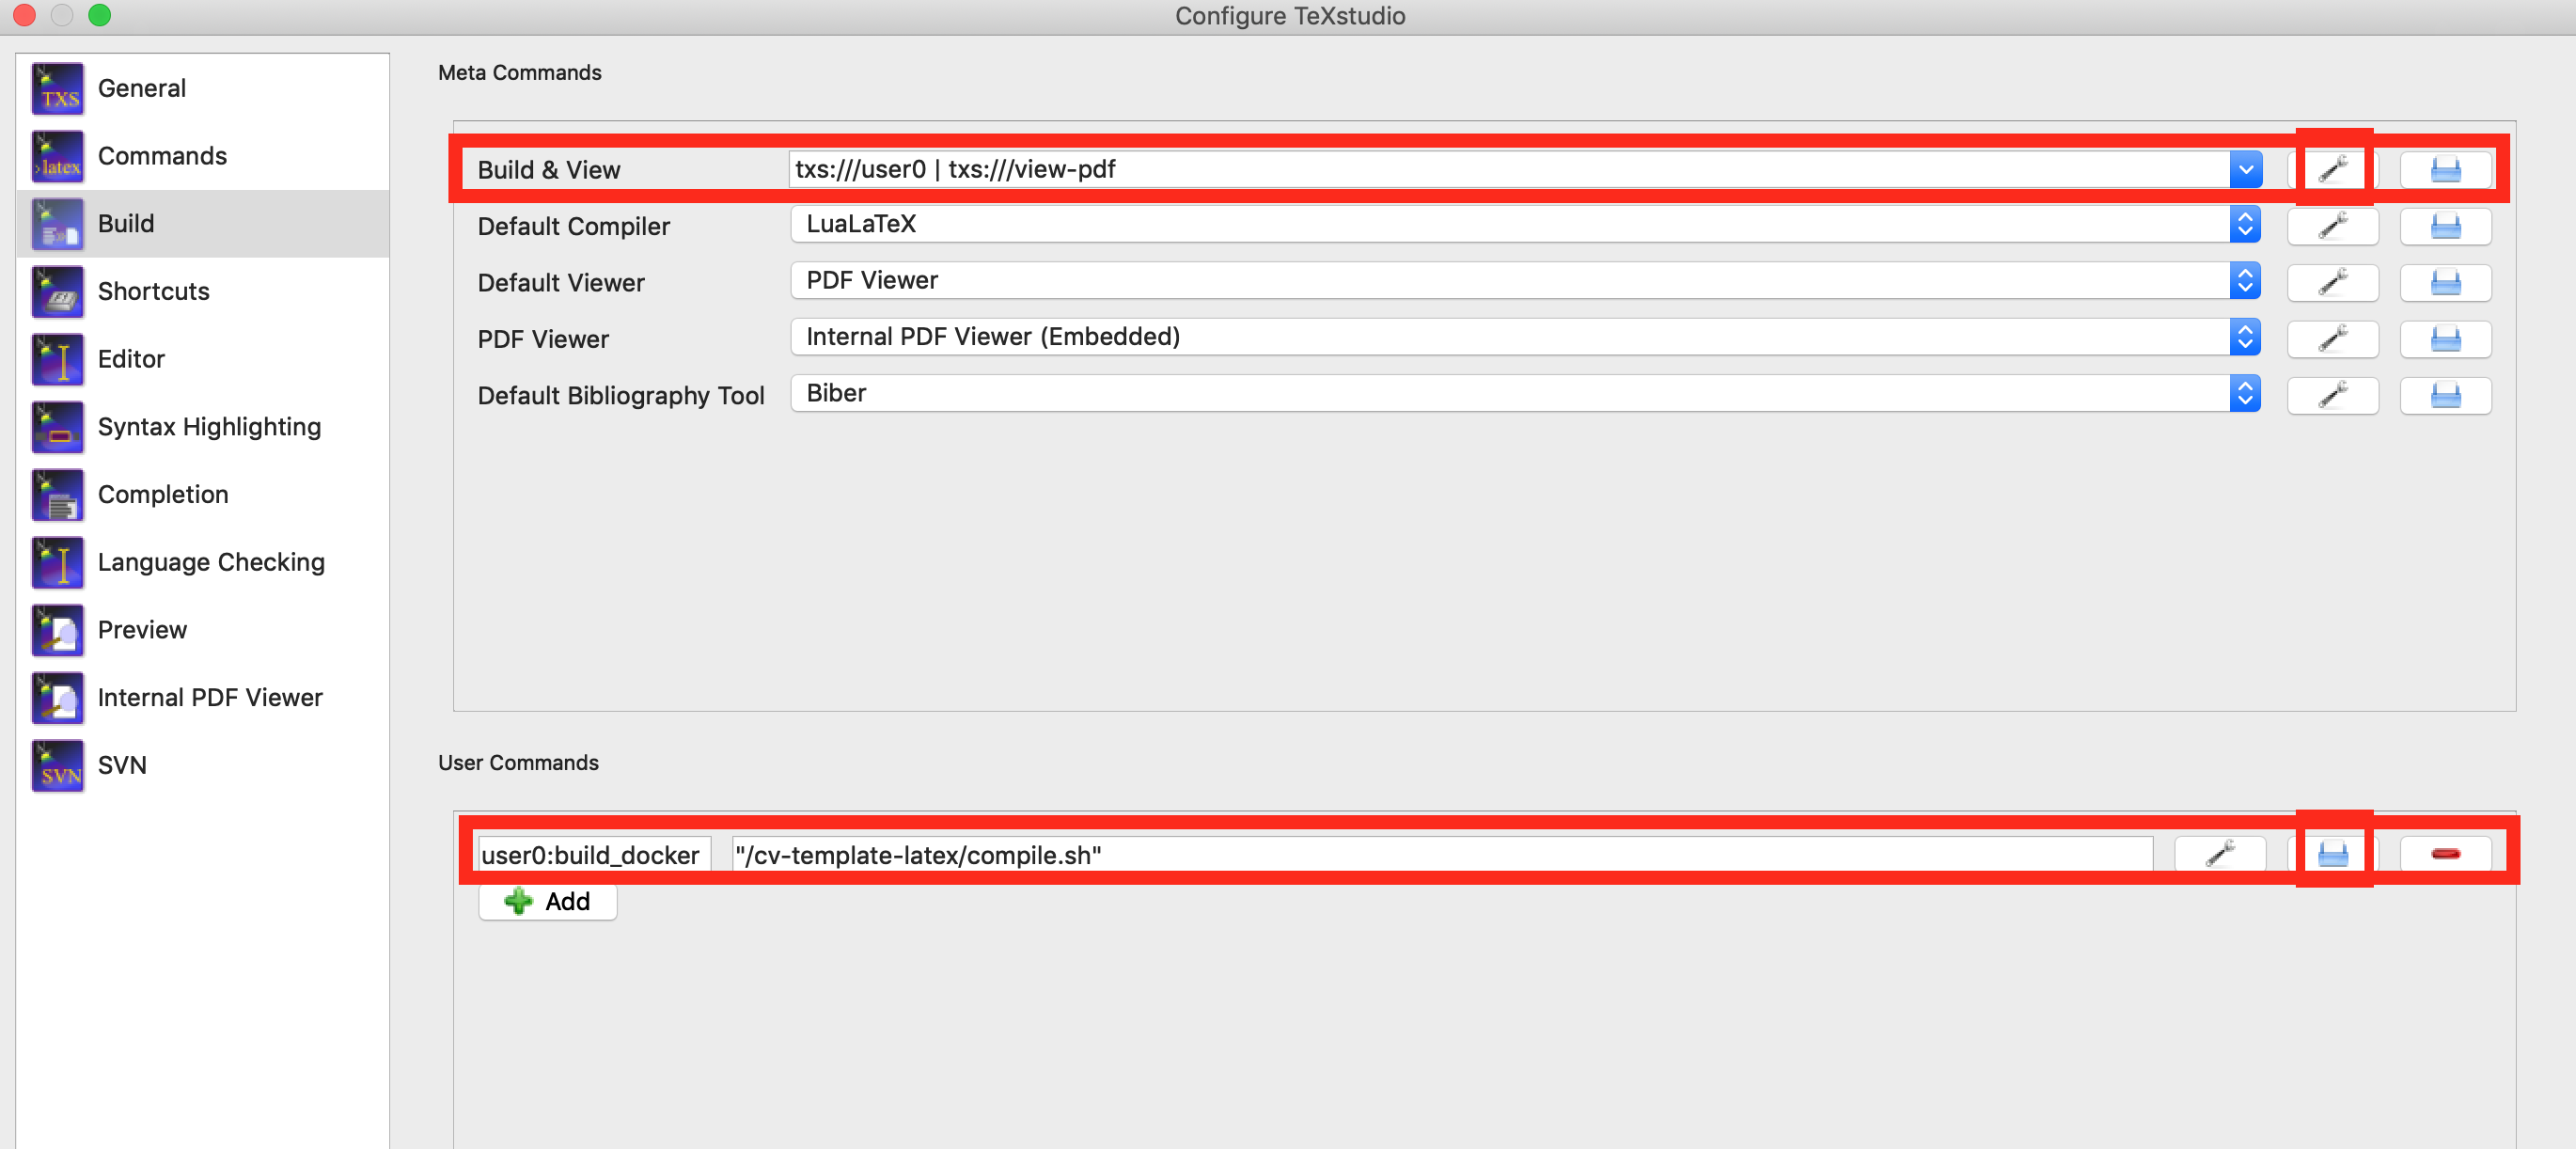 Configure TeXstudio
General
Commands
Build
Shortcuts
Editor
Syntax Highlighting
Completion
Language Checking
Preview
Internal PDF Viewer
SVN
TXS
›latex
SVN
Meta Commands
Build & View txs:///user0 | txs:///view-pdf
Default Compiler LuaLaTeX
Default Viewer PDF Viewer
PDF Viewer Internal PDF Viewer (Embedded)
Default Bibliography Tool Biber
User Commands
user0:build_docker "/cv-template-latex/compile.sh"
Add